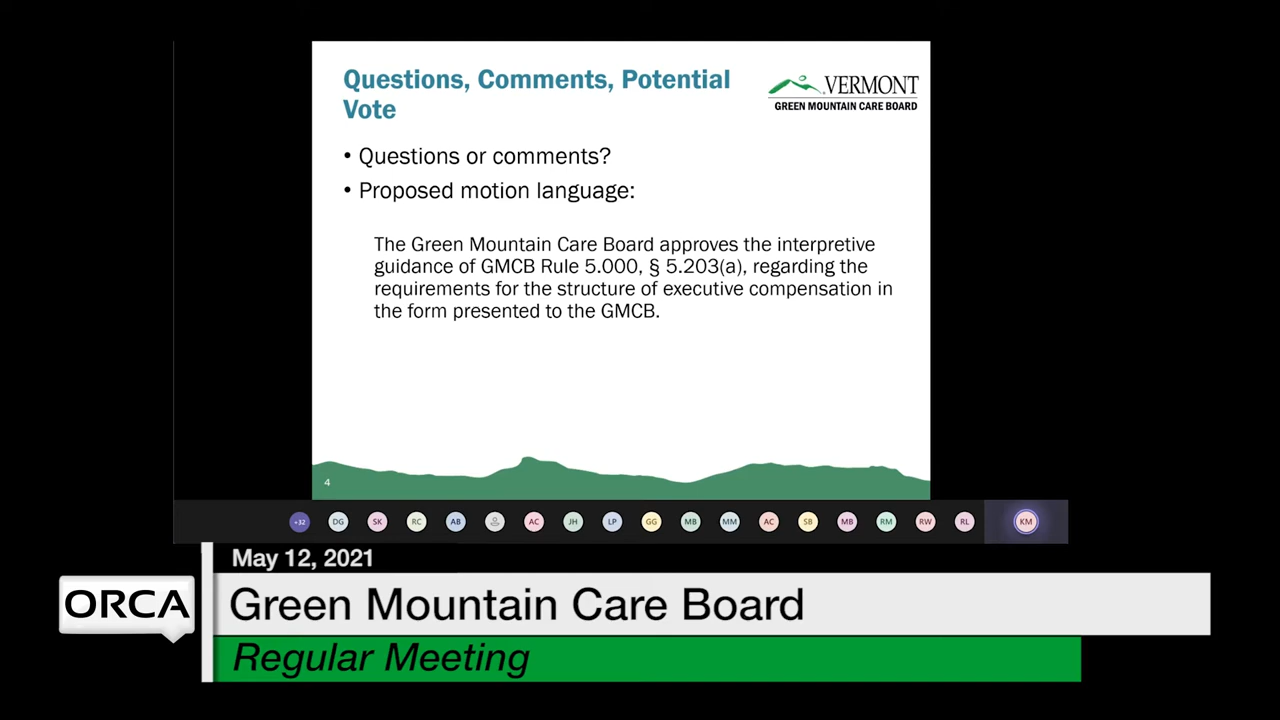 Questions, Comments, Potential
Vote
VERMONT
GREEN MOUNTAIN CARE BOARD
• Questions or comments?
• Proposed motion language:
The Green Mountain Care Board approves the interpretive
guidance of GMCB Rule 5.000, § 5.203(a), regarding the
requirements for the structure of executive compensation in
the form presented to the GMCB.
4
+32 DG SK RC AB AC JH LP GG MB MM AC SB MB RM RW RL KM
May 12, 2021
ORCA
Green Mountain Care Board
Regular Meeting